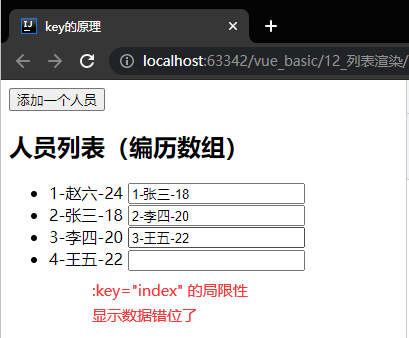 key的原理
localhost:63342/vue_basic/12_列表渲染/
添加一个人员
人员列表（编历数组）
1-赵六-24 1-张三-18
2-张三-18 2-李四-20
3-李四-20 3-王五-22
4-王五-22
:key="index" 的局限性
显示数据错位了